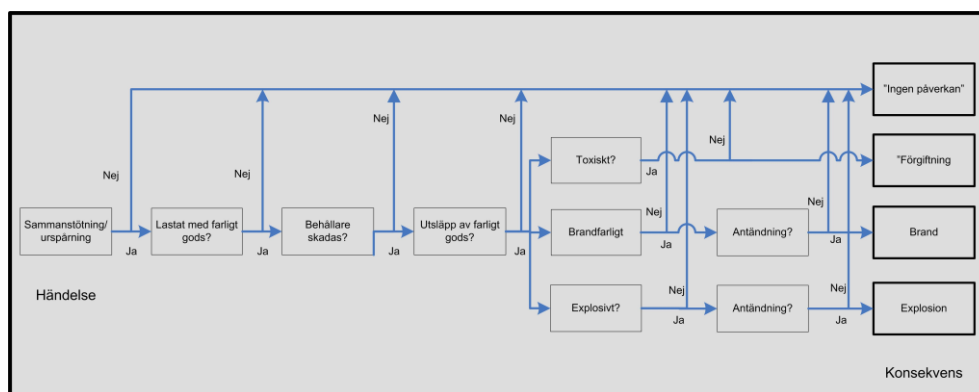 "Ingen påverkan"
Nej
Nej
Nej
Nej
Toxiskt?
Ja
Nej
"Förgiftning
Nej
Nej
Sammanstötning/
urspårning
Ja
Lastat med farligt
gods?
Ja
Behållare
skadas?
Ja
Utsläpp av farligt
gods?
Ja
Brandfarligt
Ja
Antändning?
Ja
Brand
Händelse
Nej
Nej
Explosivt?
Ja
Antändning?
Ja
Explosion
Konsekvens